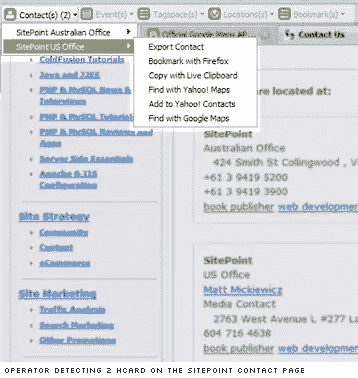 Contact(s) (2) Event(s) Tagspace(s) Locations(s) Bookmark(s)
SitePoint Australian Office
SitePoint US Office
Contact Us
Export Contact
Bookmark with Firefox
Copy with Live Clipboard
Find with Yahoo! Maps
Add to Yahoo! Contacts
Find with Google Maps
ColdFusion Tutorials
Java and J2EE
PHP & MySQL News &
Interviews
PHP & MySQL Tutorials
PHP & MySQL Reviews and
Apps
Server Side Essentials
Apache & IIS
Configuration
Site Strategy
Community
Content
eCommerce
Site Marketing
Traffic Analysis
Search Marketing
Other Promotions
are located at:
SitePoint
Australian Office
424 Smith St Collingwood , V
+61 3 9419 5200
+61 3 9419 3900
book publisher web developmen
SitePoint
US Office
Matt Mickiewicz
Media Contact
2763 West Avenue L #277 La
604 716 4638
book publisher web developmen
OPERATOR DETECTING 2 HCARD ON THE SITEPOINT CONTACT PAGE